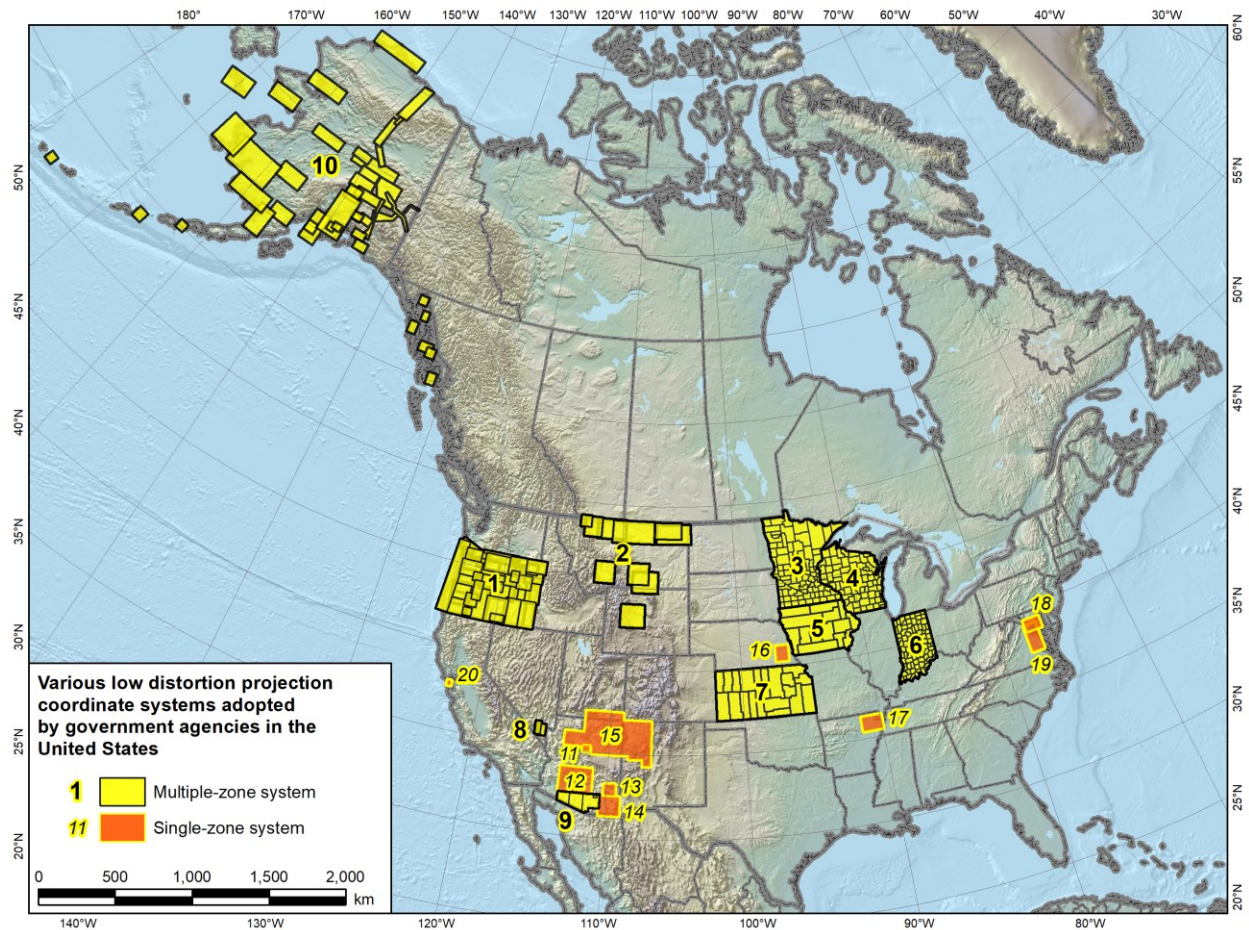 180° 170°W 160°W 150°W 140°W 130°W 120°W 110°W 100°W 90°W 80°W 70°W 60°W 50°W 40°W 30°W
60°N
180°
10
50°N
55°N
45°N
50°N
40°N
45°N
35°N
2
3
4
40°N
1
5
18
16
6
35°N
30°N
19
7
20
17
30°N
8
15
25°N
11
12
13
14
9
25°N
20°N
20°N
Various low distortion projection
coordinate systems adopted
by government agencies in the
United States
1 Multiple-zone system
11 Single-zone system
0 500 1,000 1,500 2,000
km
140°W 130°W 120°W 110°W 100°W 90°W 80°W